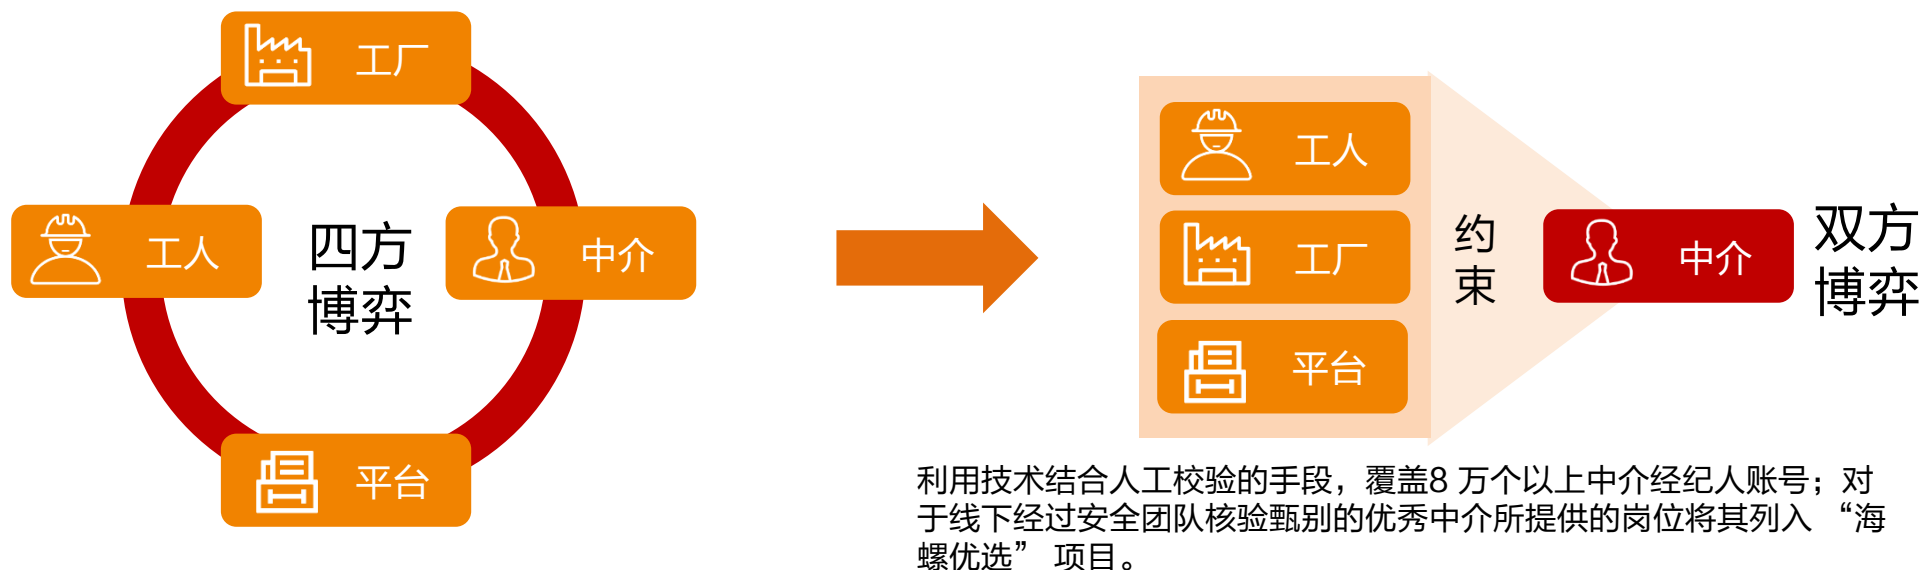 工厂
工人
四方
博弈
中介
平台
工人
工厂
平台
约
束
中介
双方
博弈
利用技术结合人工校验的手段，覆盖8 万个以上中介经纪人账号；对
于线下经过安全团队核验甄别的优秀中介所提供的岗位将其列入 “海
螺优选” 项目。